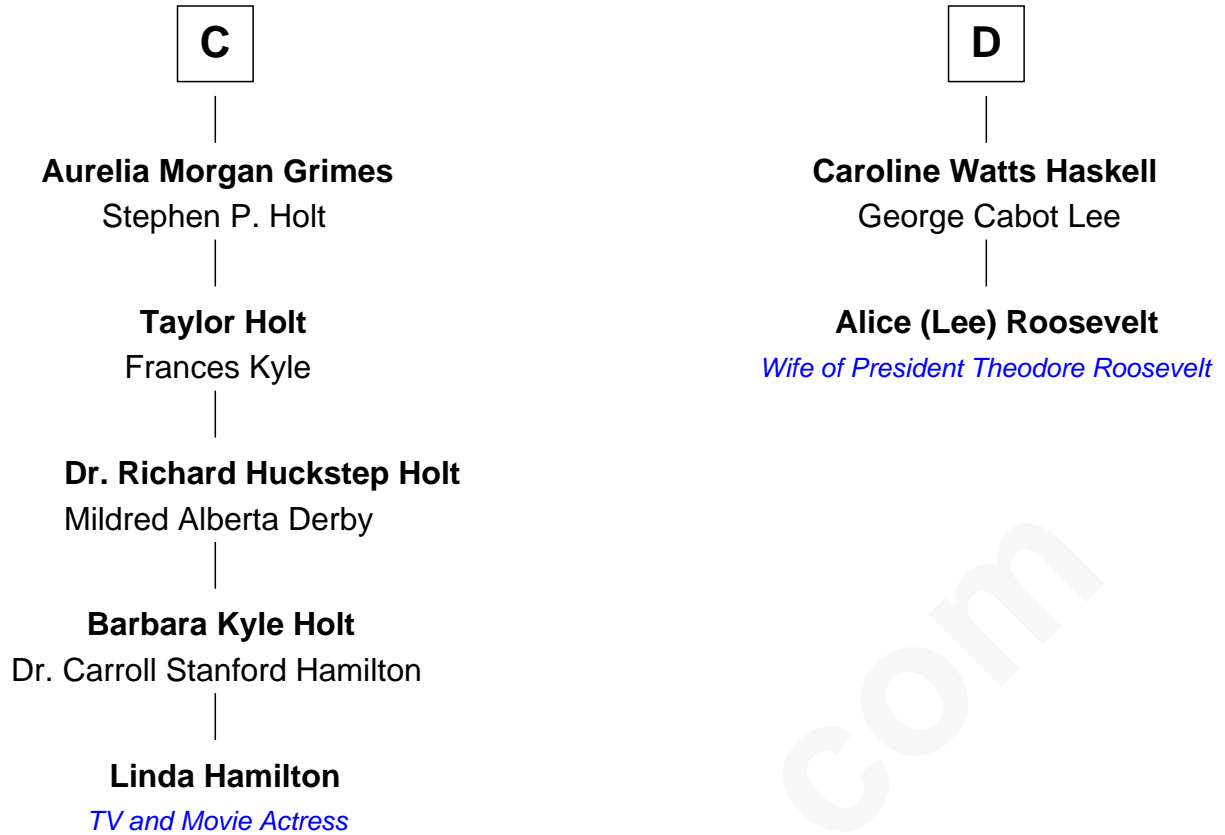 C
Aurelia Morgan Grimes
Stephen P. Holt
Taylor Holt
Frances Kyle
Dr. Richard Huckstep Holt
Mildred Alberta Derby
Barbara Kyle Holt
Dr. Carroll Stanford Hamilton
Linda Hamilton
TV and Movie Actress
D
Caroline Watts Haskell
George Cabot Lee
Alice (Lee) Roosevelt
Wife of President Theodore Roosevelt
com